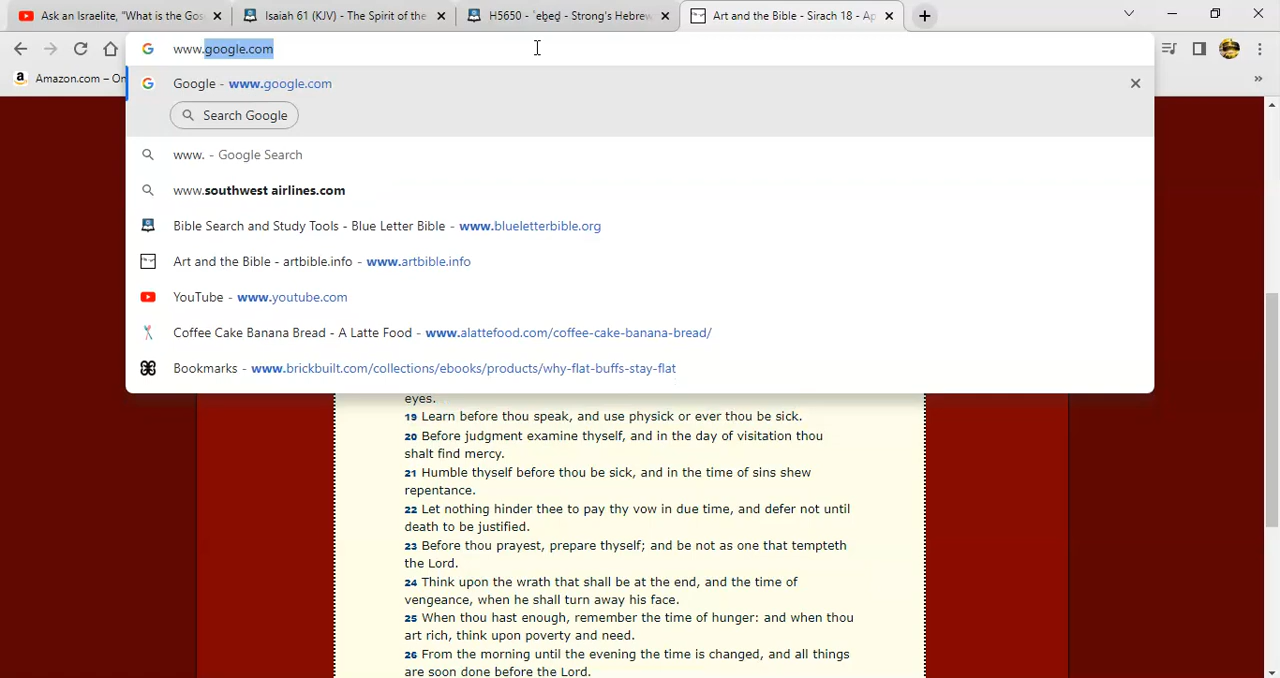 Ask an Israelite, "What is the Gos
Isaiah 61 (KJV) - The Spirit of the
H5650 - 'eḇeḏ - Strong's Hebrew
Art and the Bible - Sirach 18 - Ap
www.google.com
Amazon.com – On
Google - www.google.com
Search Google
www. - Google Search
www.southwest airlines.com
Bible Search and Study Tools - Blue Letter Bible - www.blueletterbible.org
Art and the Bible - artbible.info - www.artbible.info
YouTube - www.youtube.com
Coffee Cake Banana Bread - A Latte Food - www.alattefood.com/coffee-cake-banana-bread/
Bookmarks - www.brickbuilt.com/collections/ebooks/products/why-flat-buffs-stay-flat
eyes.
19 Learn before thou speak, and use physick or ever thou be sick.
20 Before judgment examine thyself, and in the day of visitation thou
shalt find mercy.
21 Humble thyself before thou be sick, and in the time of sins shew
repentance.
22 Let nothing hinder thee to pay thy vow in due time, and defer not until
death to be justified.
23 Before thou prayest, prepare thyself; and be not as one that tempteth
the Lord.
24 Think upon the wrath that shall be at the end, and the time of
vengeance, when he shall turn away his face.
25 When thou hast enough, remember the time of hunger: and when thou
art rich, think upon poverty and need.
26 From the morning until the evening the time is changed, and all things
are soon done before the Lord.